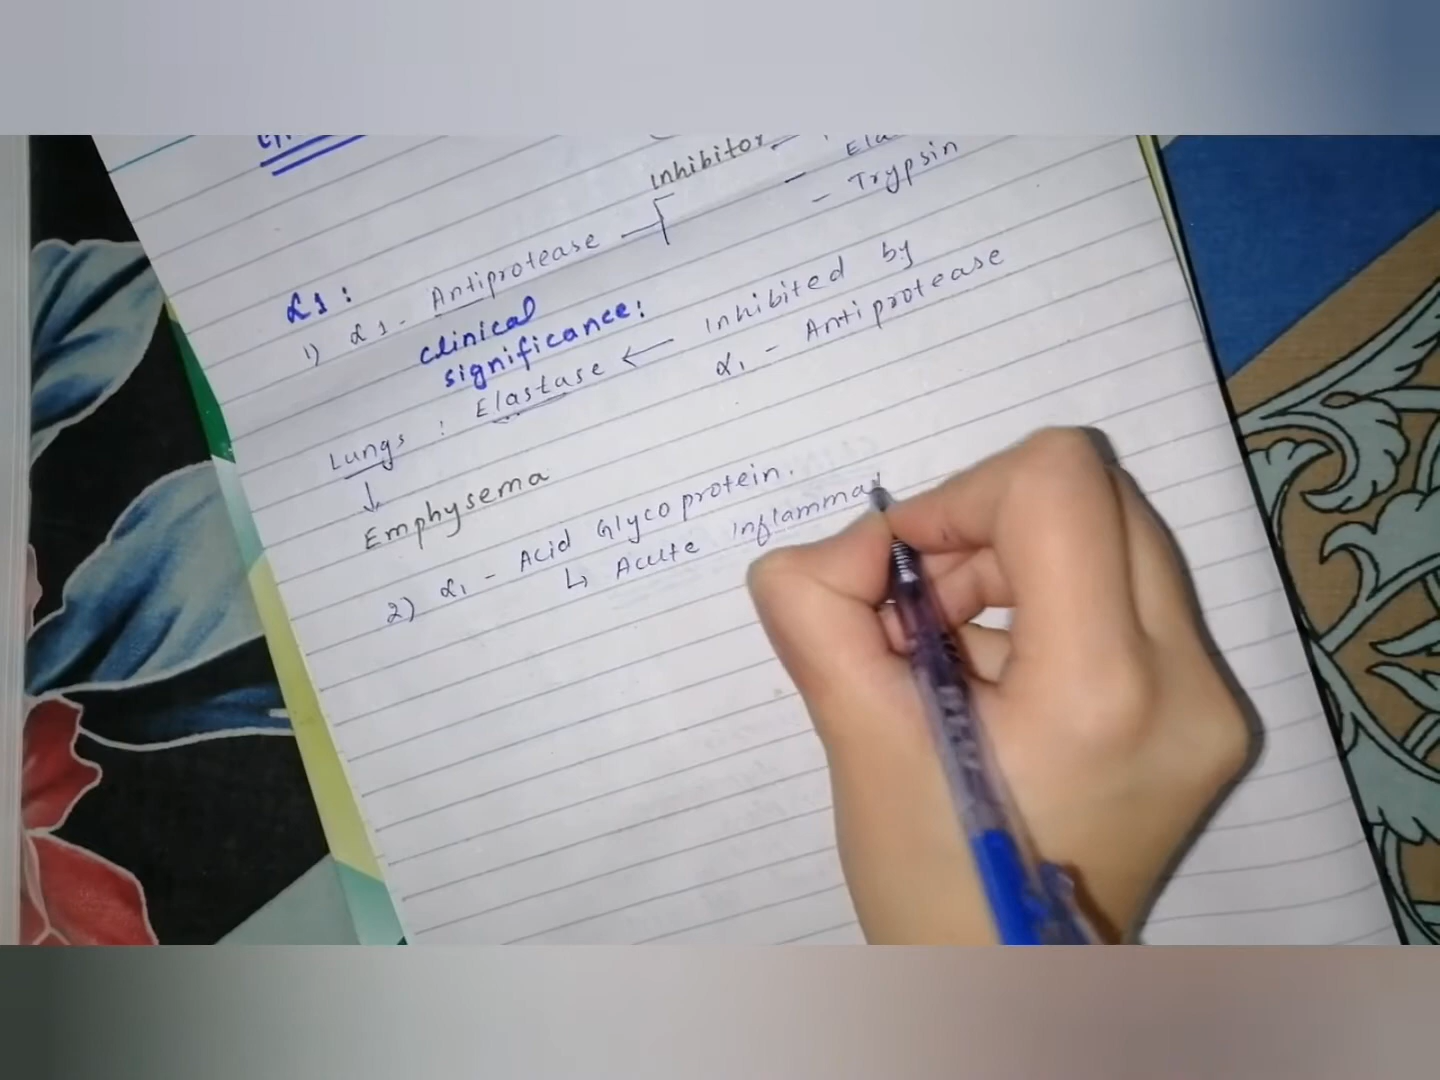 Inhibitor
Trypsin
α1:
1) α1 - Antiprotease
clinical
significance:
Lungs : Elastase ← Inhibited by
α1 - Antiprotease
↓
Emphysema
2) α1 - Acid Glycoprotein.
↳ Acute inflamma